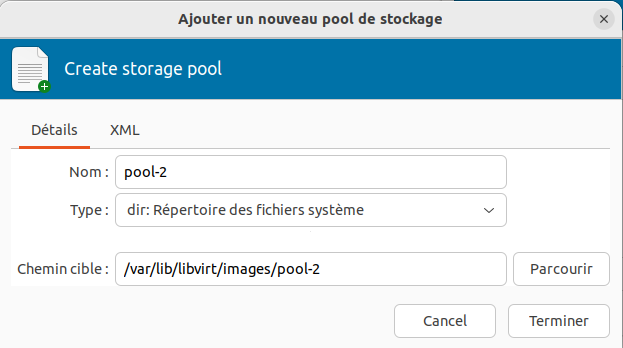 Ajouter un nouveau pool de stockage
Create storage pool
Détails XML
Nom : pool-2
Type : dir: Répertoire des fichiers système
Chemin cible : /var/lib/libvirt/images/pool-2 Parcourir
Cancel Terminer